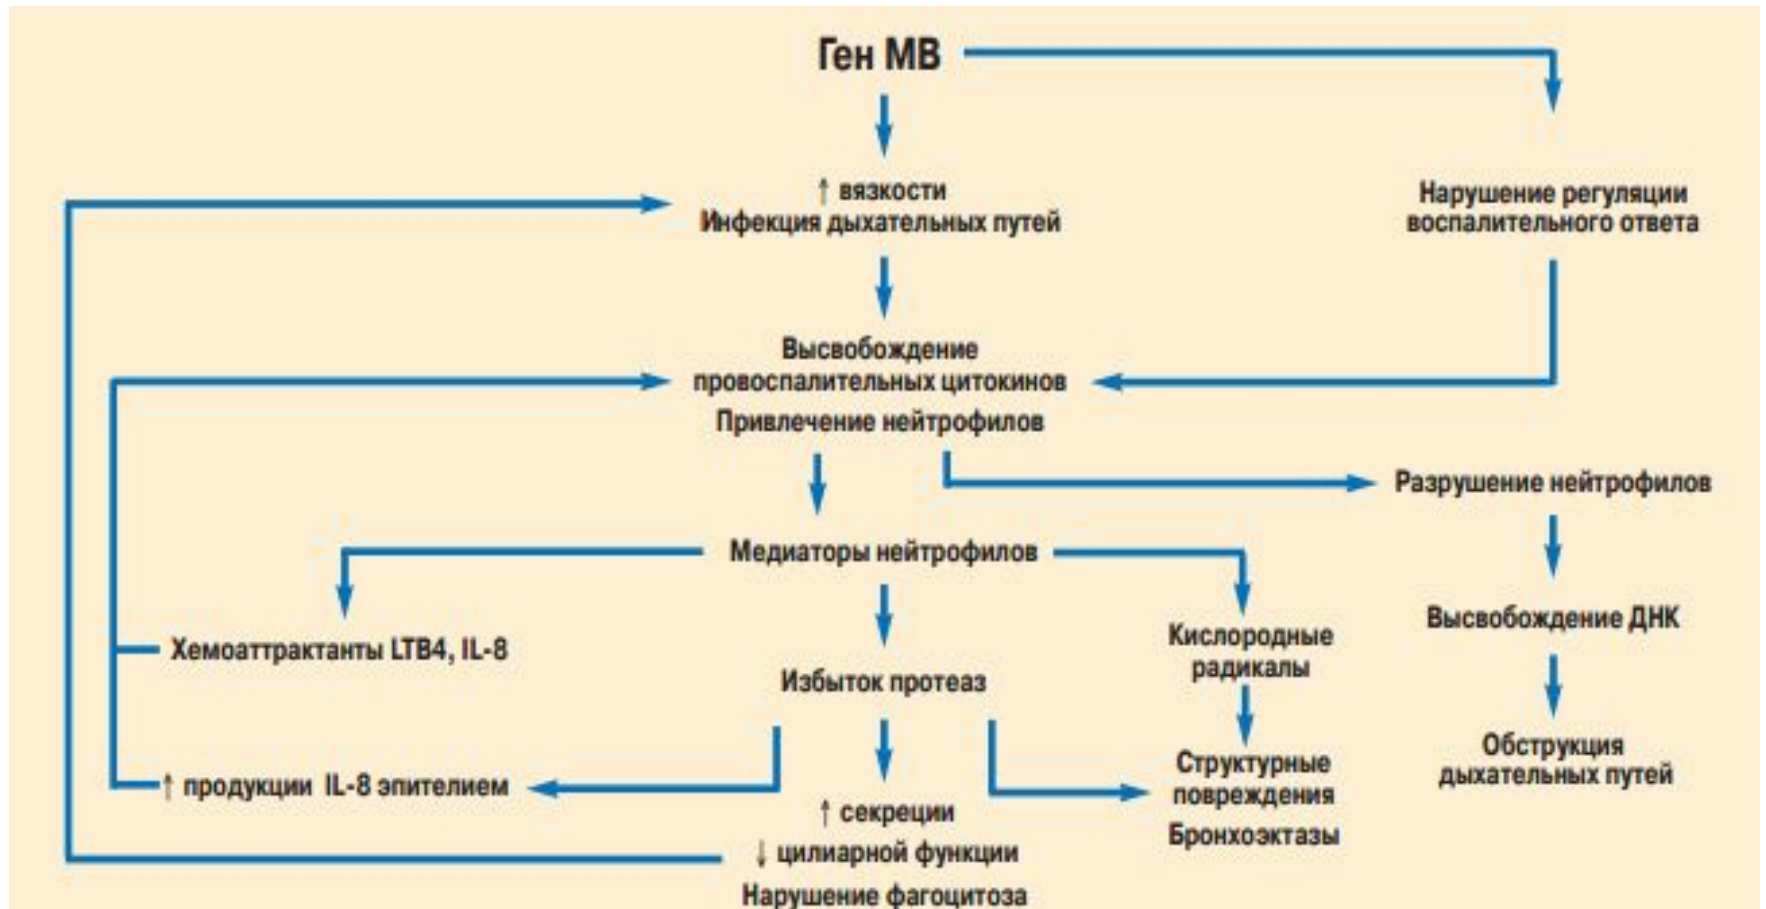 Ген МВ
↑ вязкости
Инфекция дыхательных путей
Нарушение регуляции
воспалительного ответа
Высвобождение
провоспалительных цитокинов
Привлечение нейтрофилов
Разрушение нейтрофилов
Медиаторы нейтрофилов
Высвобождение ДНК
Хемоаттрактанты LTB4, IL-8
Кислородные
радикалы
Избыток протеаз
Обструкция
дыхательных путей
Структурные
повреждения
Бронхоэктазы
↑ продукции IL-8 эпителием
↑ секреции
↓ цилиарной функции
Нарушение фагоцитоза